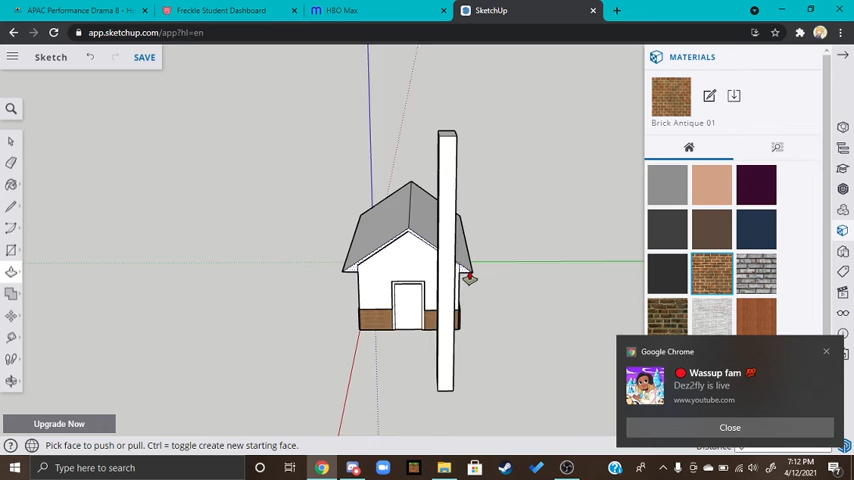 APAC Performance Drama 8 - H
Freckle Student Dashboard
HBO Max
SketchUp
app.sketchup.com/app?hl=en
Sketch
SAVE
MATERIALS
Brick Antique 01
Google Chrome
Wassup fam 💯
Dez2fly is live
www.youtube.com
Close
Upgrade Now
Pick face to push or pull. Ctrl = toggle create new starting face.
Distance
Type here to search
7:12 PM
4/12/2021